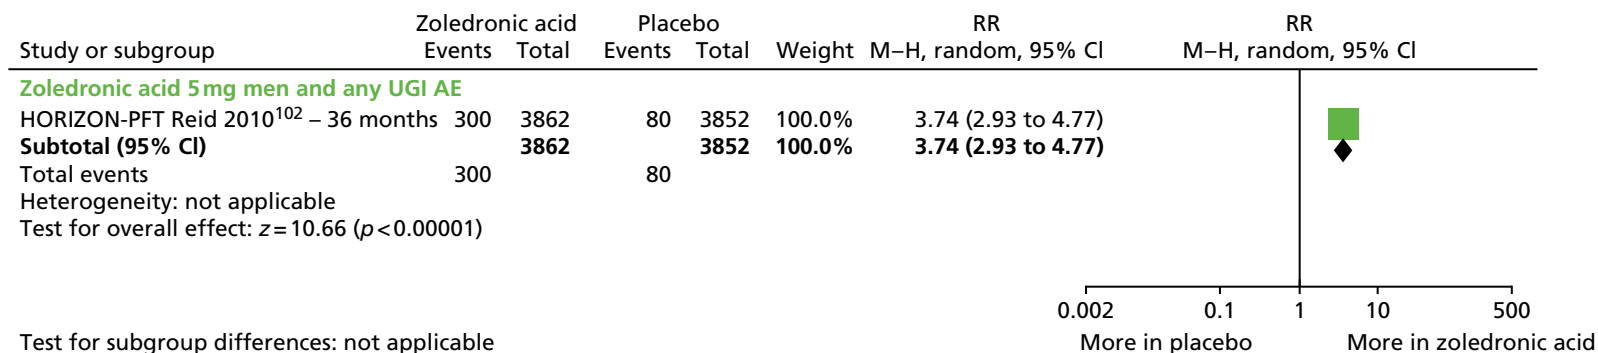 Zoledronic acid Placebo RR RR
Study or subgroup Events Total Events Total Weight M–H, random, 95% CI M–H, random, 95% CI
Zoledronic acid 5 mg men and any UGI AE
HORIZON-PFT Reid 2010¹⁰² – 36 months 300 3862 80 3852 100.0% 3.74 (2.93 to 4.77)
Subtotal (95% CI) 3862 3852 100.0% 3.74 (2.93 to 4.77)
Total events 300 80
Heterogeneity: not applicable
Test for overall effect: z = 10.66 (p < 0.00001)
0.002 0.1 1 10 500
Test for subgroup differences: not applicable More in placebo More in zoledronic acid